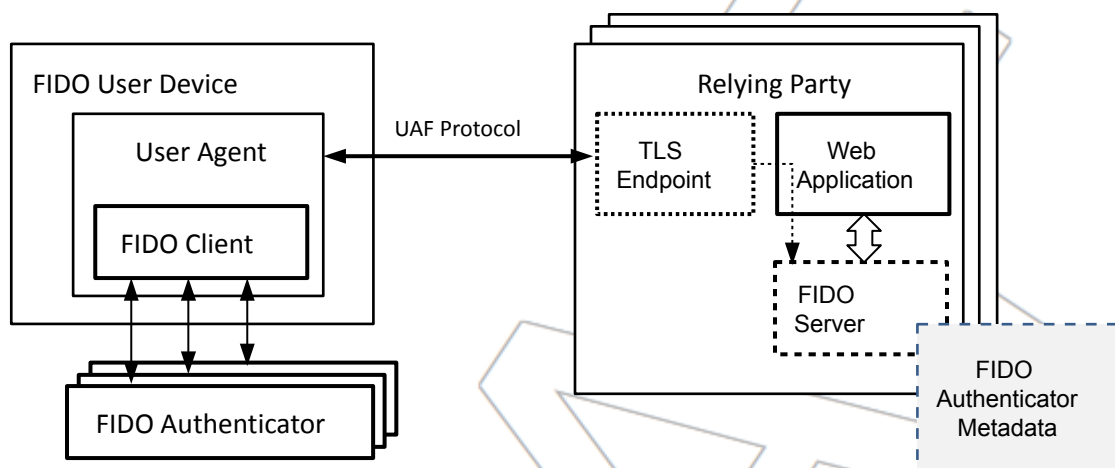 FIDO User Device
User Agent
FIDO Client
FIDO Authenticator
UAF Protocol
Relying Party
TLS
Endpoint
Web
Application
FIDO
Server
FIDO
Authenticator
Metadata